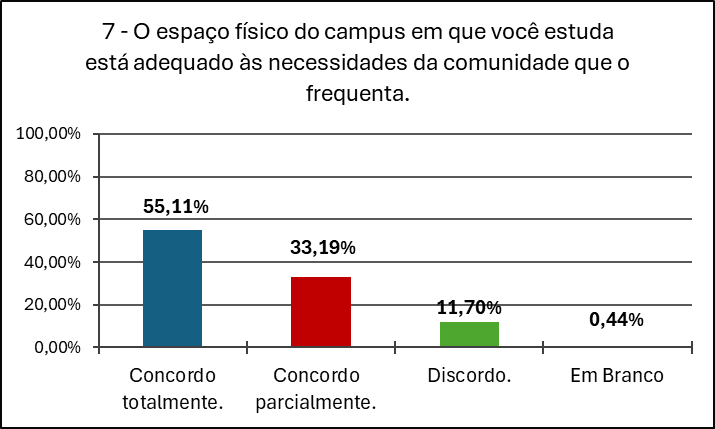 7 - O espaço físico do campus em que você estuda
está adequado às necessidades da comunidade que o
frequenta.
100,00%
80,00%
60,00%
40,00%
20,00%
0,00%
55,11%
33,19%
11,70%
0,44%
Concordo
totalmente.
Concordo
parcialmente.
Discordo.
Em Branco